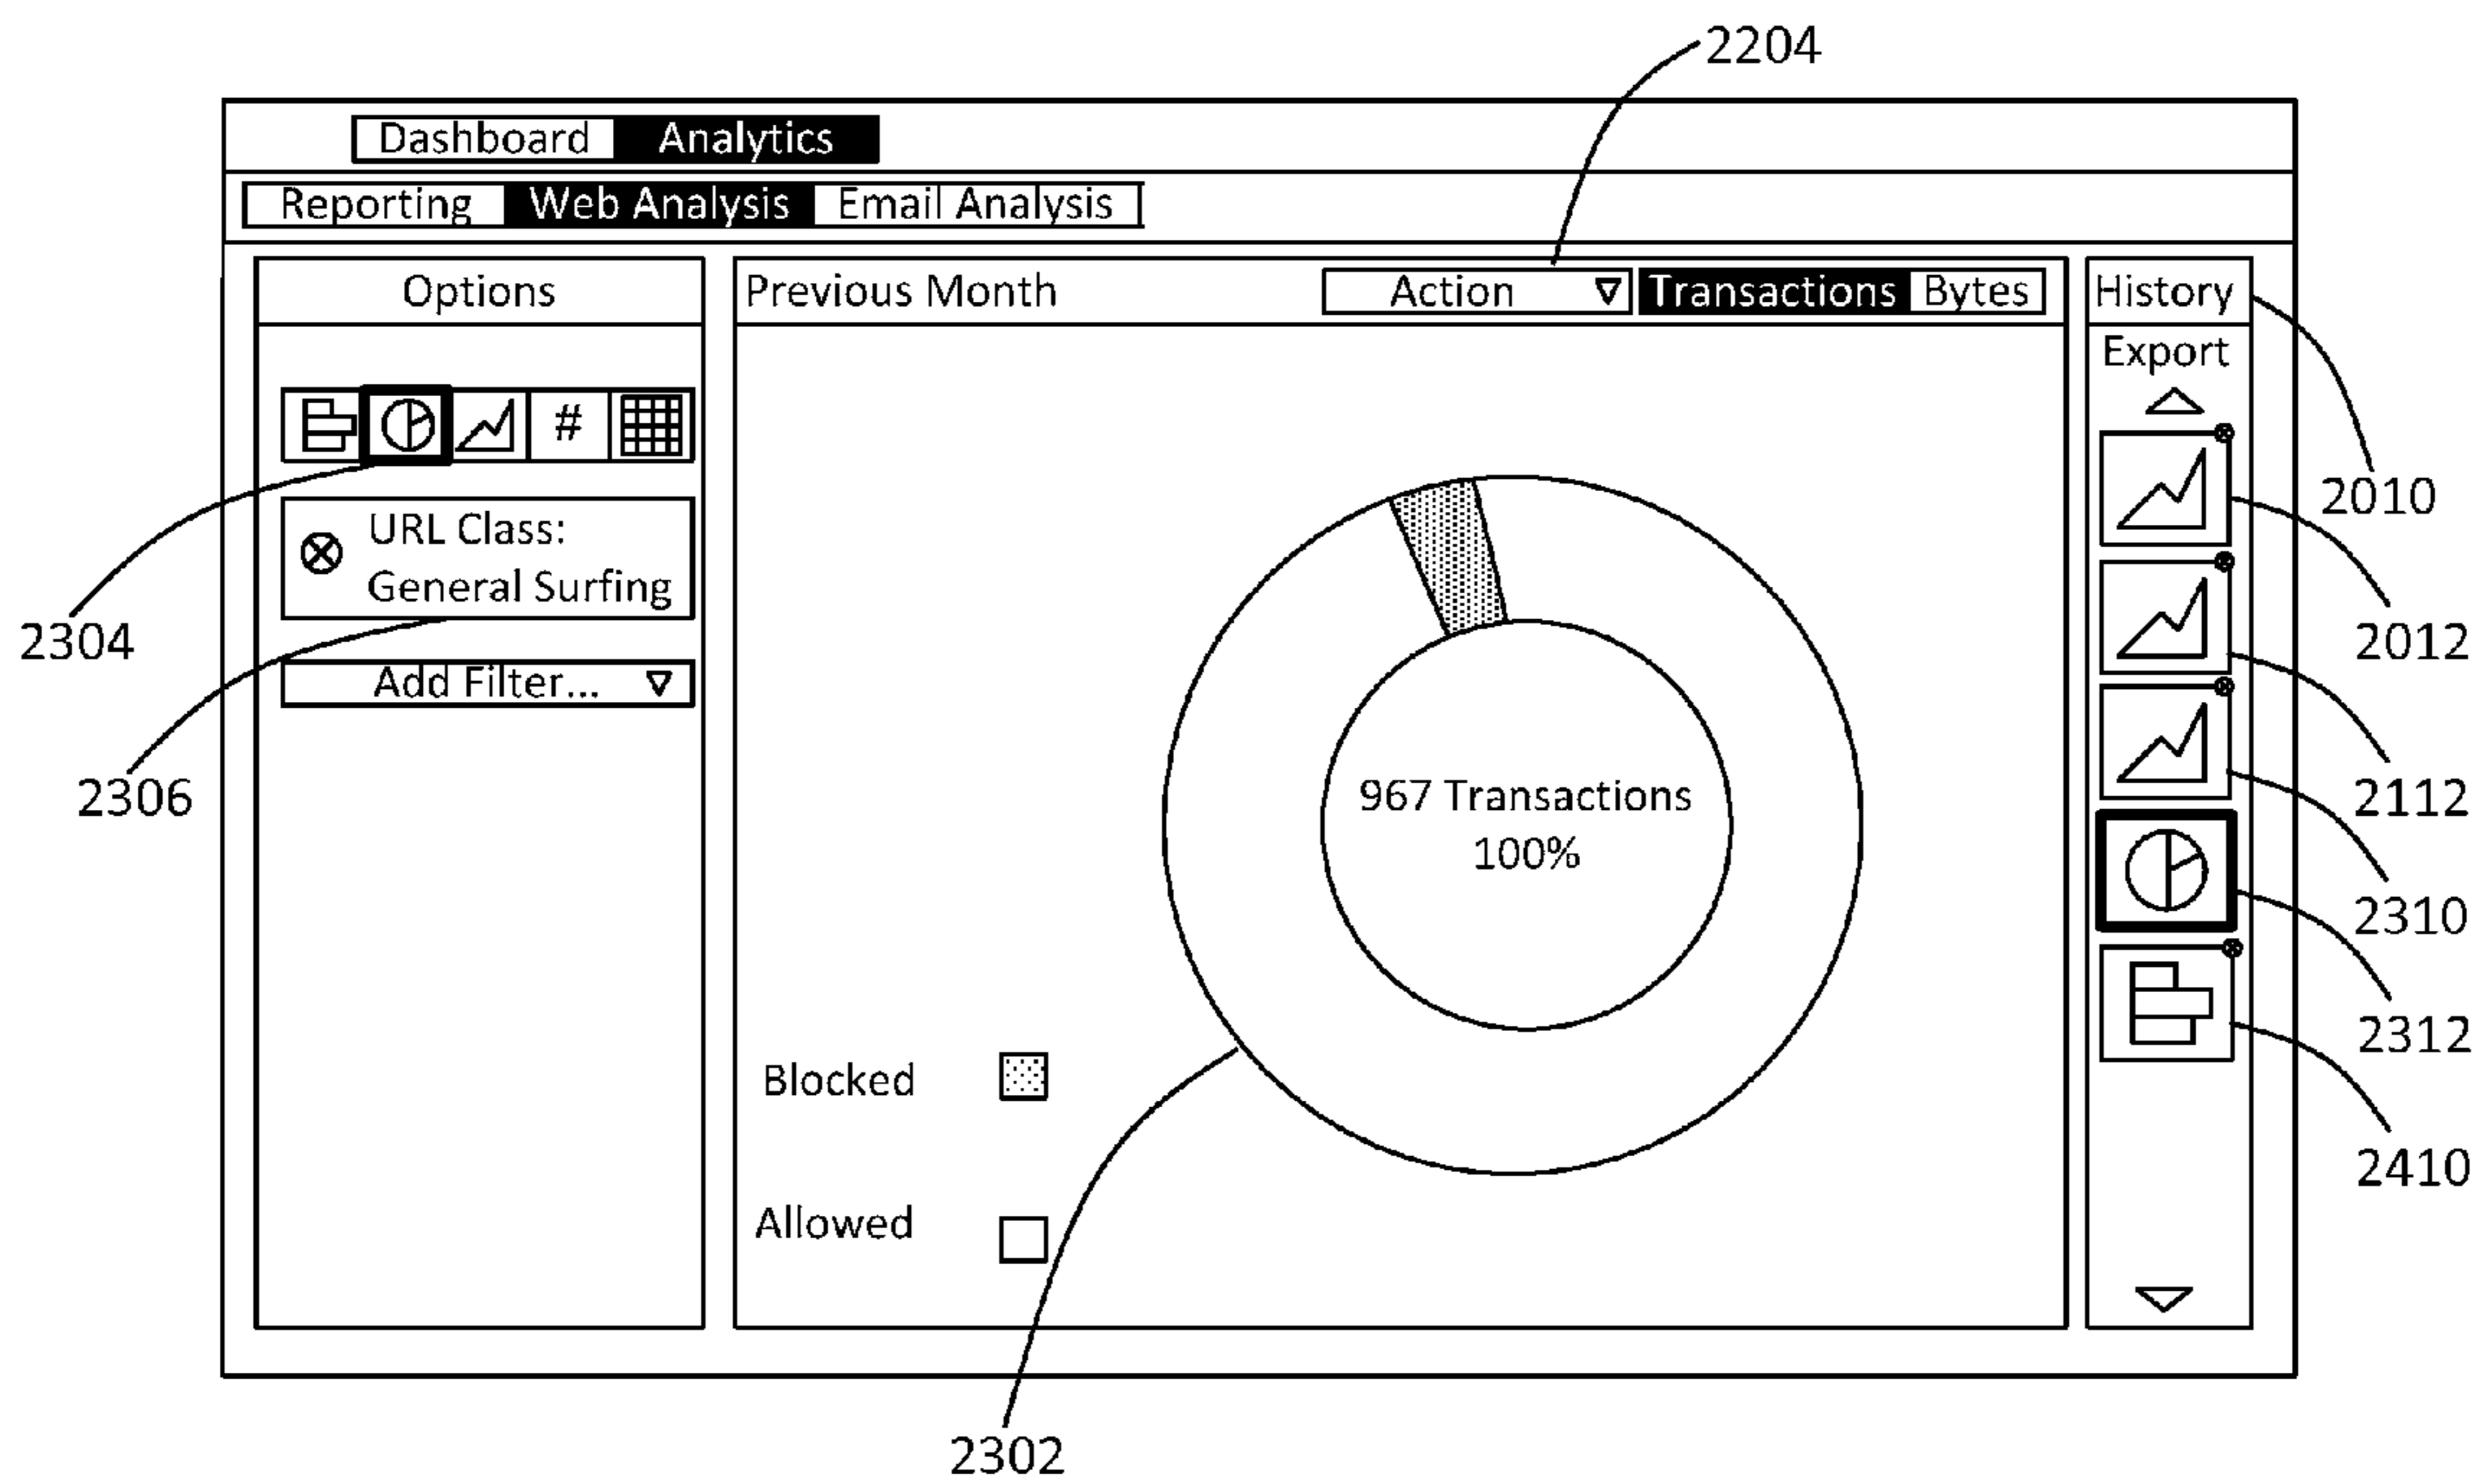 2204
Dashboard Analytics
Reporting Web Analysis Email Analysis
Options
Previous Month Action Transactions Bytes
History
Export
#
URL Class:
General Surfing
Add Filter...
2304
2306
967 Transactions
100%
Blocked
Allowed
2302
2010
2012
2112
2310
2312
2410